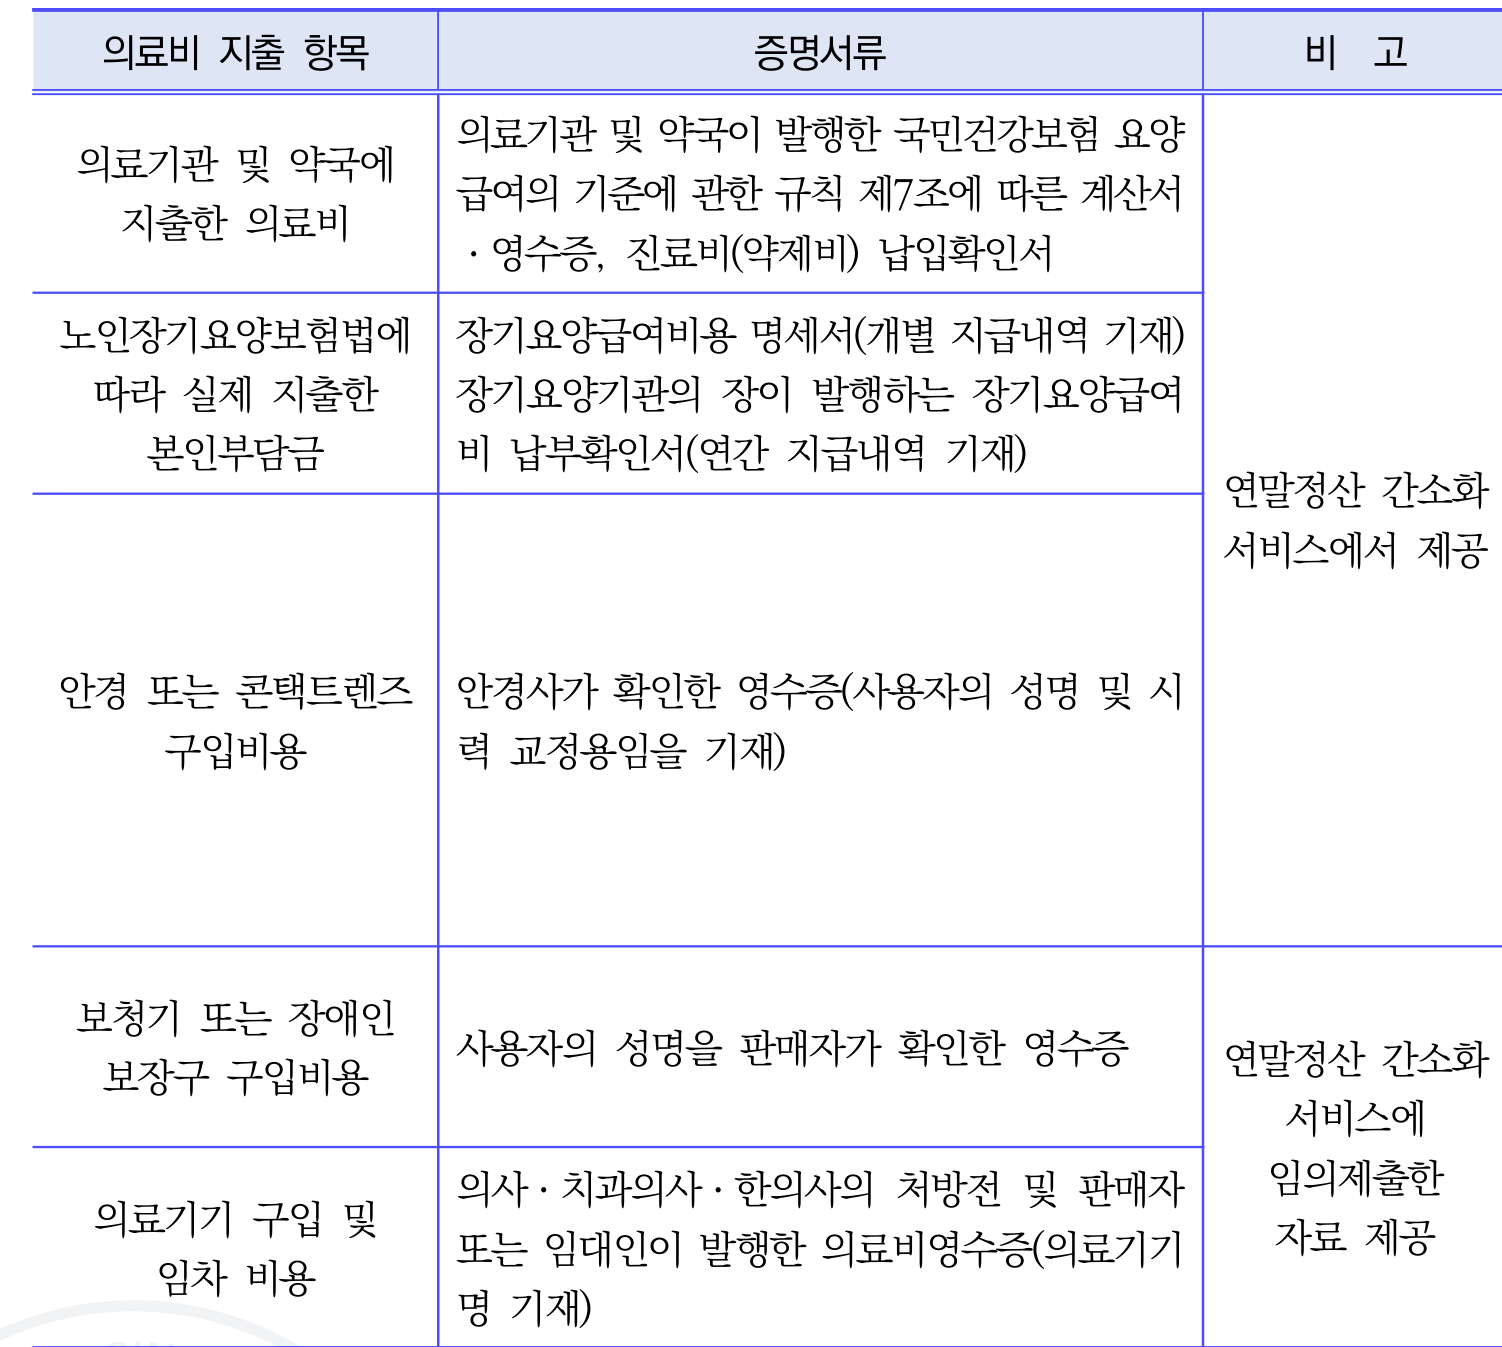 의료비 지출 항목
증명서류
비 고
의료기관 및 약국에
지출한 의료비
의료기관 및 약국이 발행한 국민건강보험 요양
급여의 기준에 관한 규칙 제7조에 따른 계산서
·영수증, 진료비(약제비) 납입확인서
노인장기요양보험법에
따라 실제 지출한
본인부담금
장기요양급여비용 명세서(개별 지급내역 기재)
장기요양기관의 장이 발행하는 장기요양급여
비 납부확인서(연간 지급내역 기재)
안경 또는 콘택트렌즈
구입비용
안경사가 확인한 영수증(사용자의 성명 및 시
력 교정용임을 기재)
연말정산 간소화
서비스에서 제공
보청기 또는 장애인
보장구 구입비용
사용자의 성명을 판매자가 확인한 영수증
의료기기 구입 및
임차 비용
의사·치과의사·한의사의 처방전 및 판매자
또는 임대인이 발행한 의료비영수증(의료기기
명 기재)
연말정산 간소화
서비스에
임의제출한
자료 제공